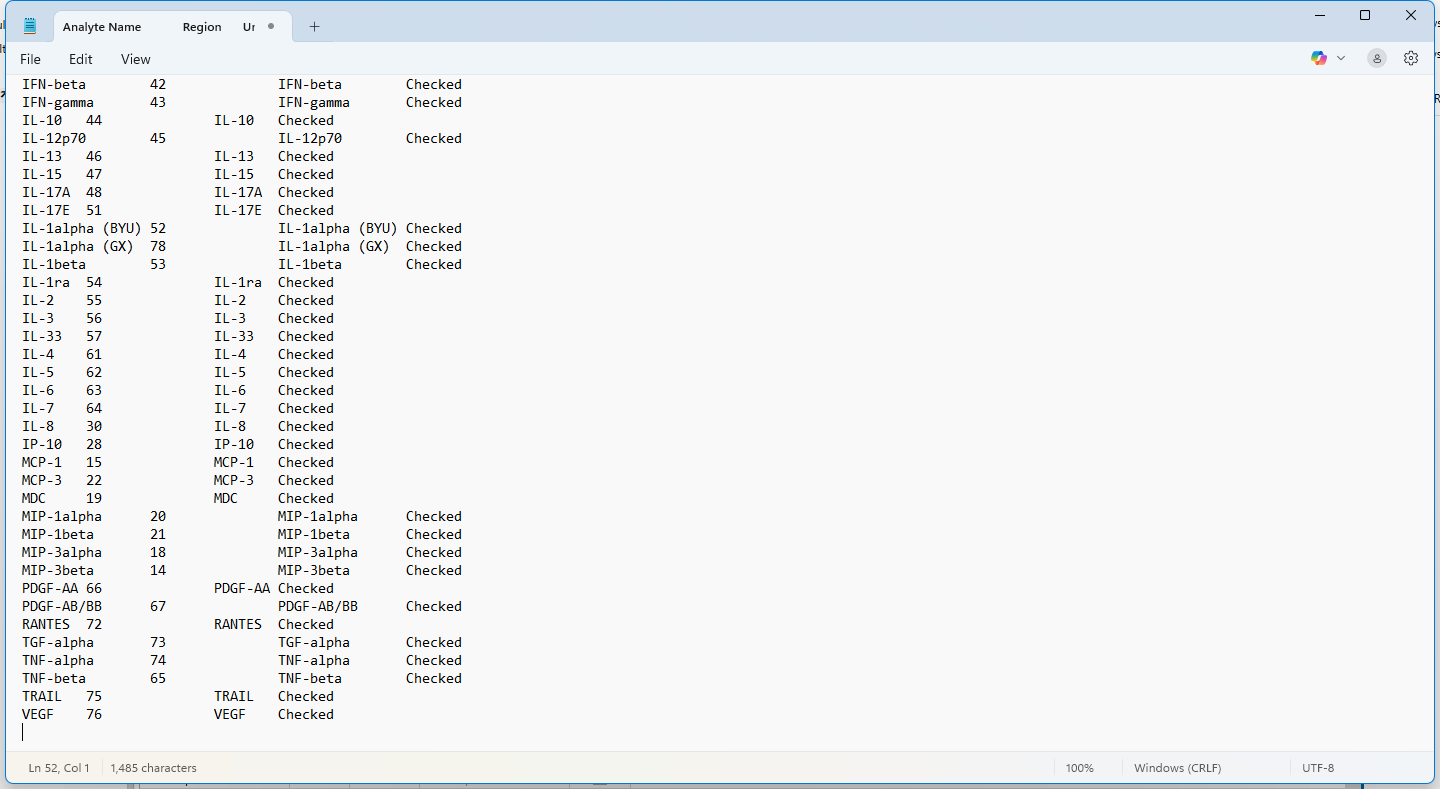 Analyte Name Region Ur
File Edit View
IFN-beta 42 IFN-beta Checked
IFN-gamma 43 IFN-gamma Checked
IL-10 44 IL-10 Checked
IL-12p70 45 IL-12p70 Checked
IL-13 46 IL-13 Checked
IL-15 47 IL-15 Checked
IL-17A 48 IL-17A Checked
IL-17E 51 IL-17E Checked
IL-1alpha (BYU) 52 IL-1alpha (BYU) Checked
IL-1alpha (GX) 78 IL-1alpha (GX) Checked
IL-1beta 53 IL-1beta Checked
IL-1ra 54 IL-1ra Checked
IL-2 55 IL-2 Checked
IL-3 56 IL-3 Checked
IL-33 57 IL-33 Checked
IL-4 61 IL-4 Checked
IL-5 62 IL-5 Checked
IL-6 63 IL-6 Checked
IL-7 64 IL-7 Checked
IL-8 30 IL-8 Checked
IP-10 28 IP-10 Checked
MCP-1 15 MCP-1 Checked
MCP-3 22 MCP-3 Checked
MDC 19 MDC Checked
MIP-1alpha 20 MIP-1alpha Checked
MIP-1beta 21 MIP-1beta Checked
MIP-3alpha 18 MIP-3alpha Checked
MIP-3beta 14 MIP-3beta Checked
PDGF-AA 66 PDGF-AA Checked
PDGF-AB/BB 67 PDGF-AB/BB Checked
RANTES 72 RANTES Checked
TGF-alpha 73 TGF-alpha Checked
TNF-alpha 74 TNF-alpha Checked
TNF-beta 65 TNF-beta Checked
TRAIL 75 TRAIL Checked
VEGF 76 VEGF Checked
Ln 52, Col 1 1,485 characters 100% Windows (CRLF) UTF-8